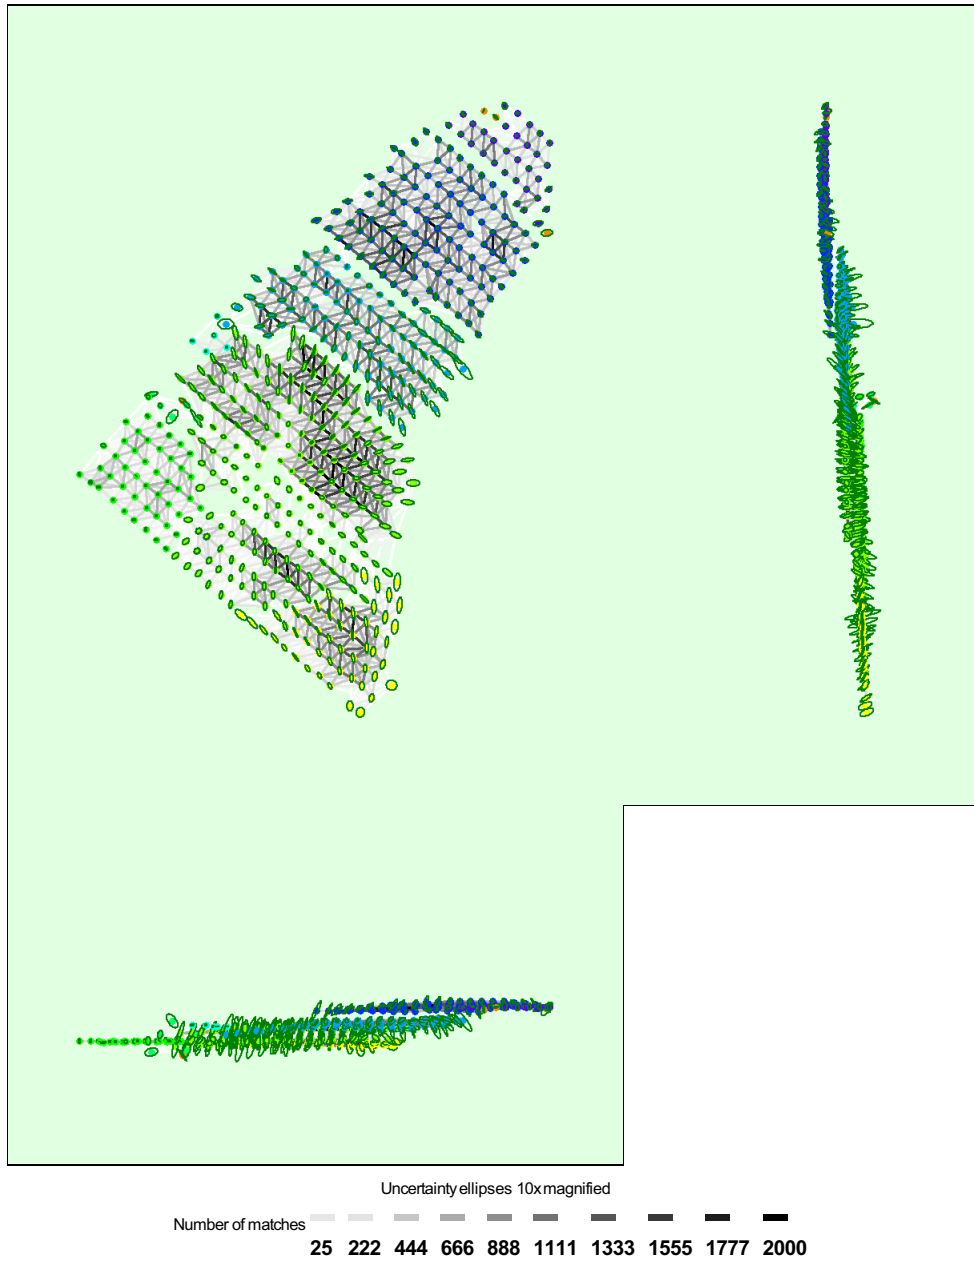 Uncertainty ellipses 10x magnified
Number of matches
25 222 444 666 888 1111 1333 1555 1777 2000